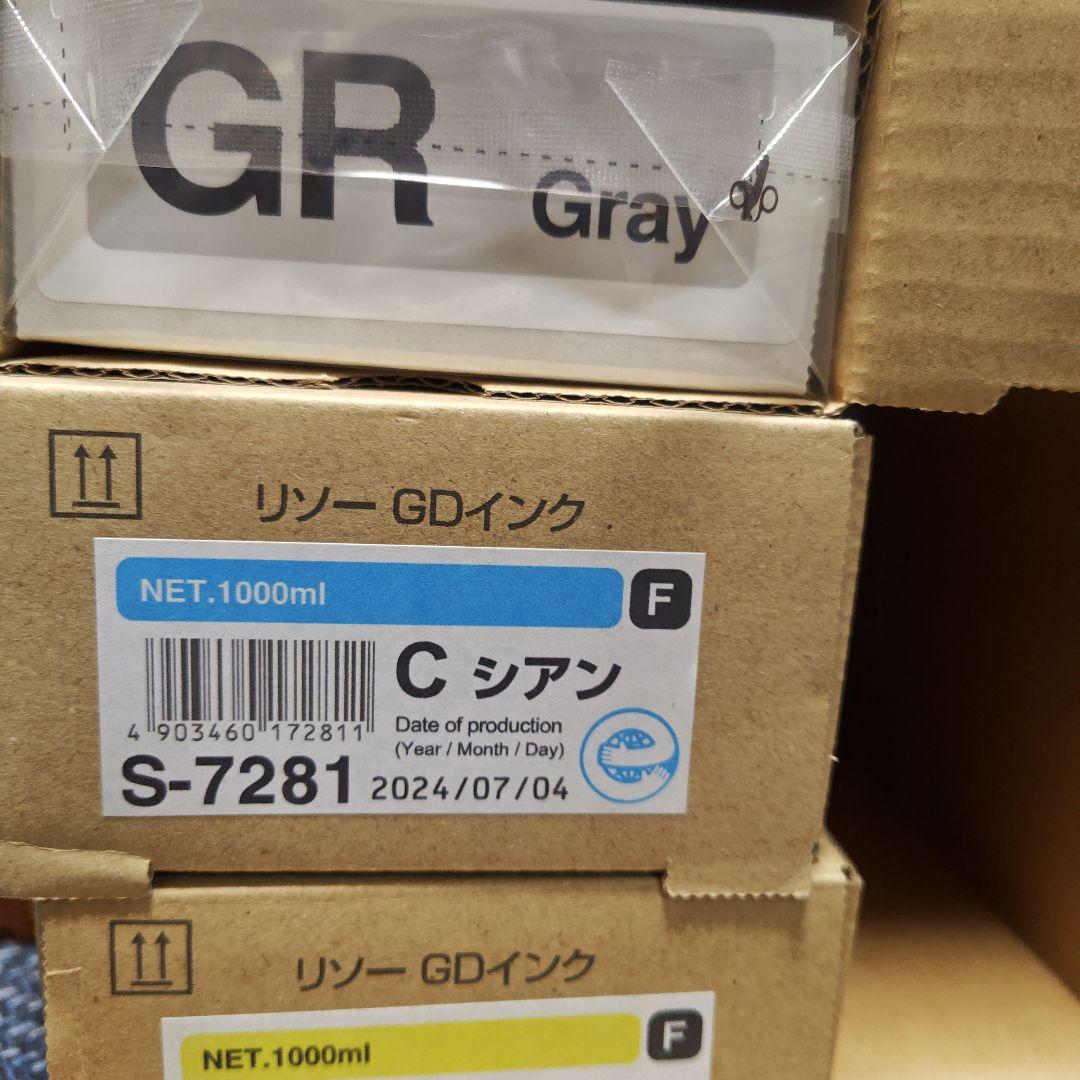 GR Gray
リソー GDインク
NET.1000ml F
C シアン
4 903460 172811
Date of production
(Year / Month / Day)
S-7281 2024/07/04
リソー GDインク
NET.1000ml F